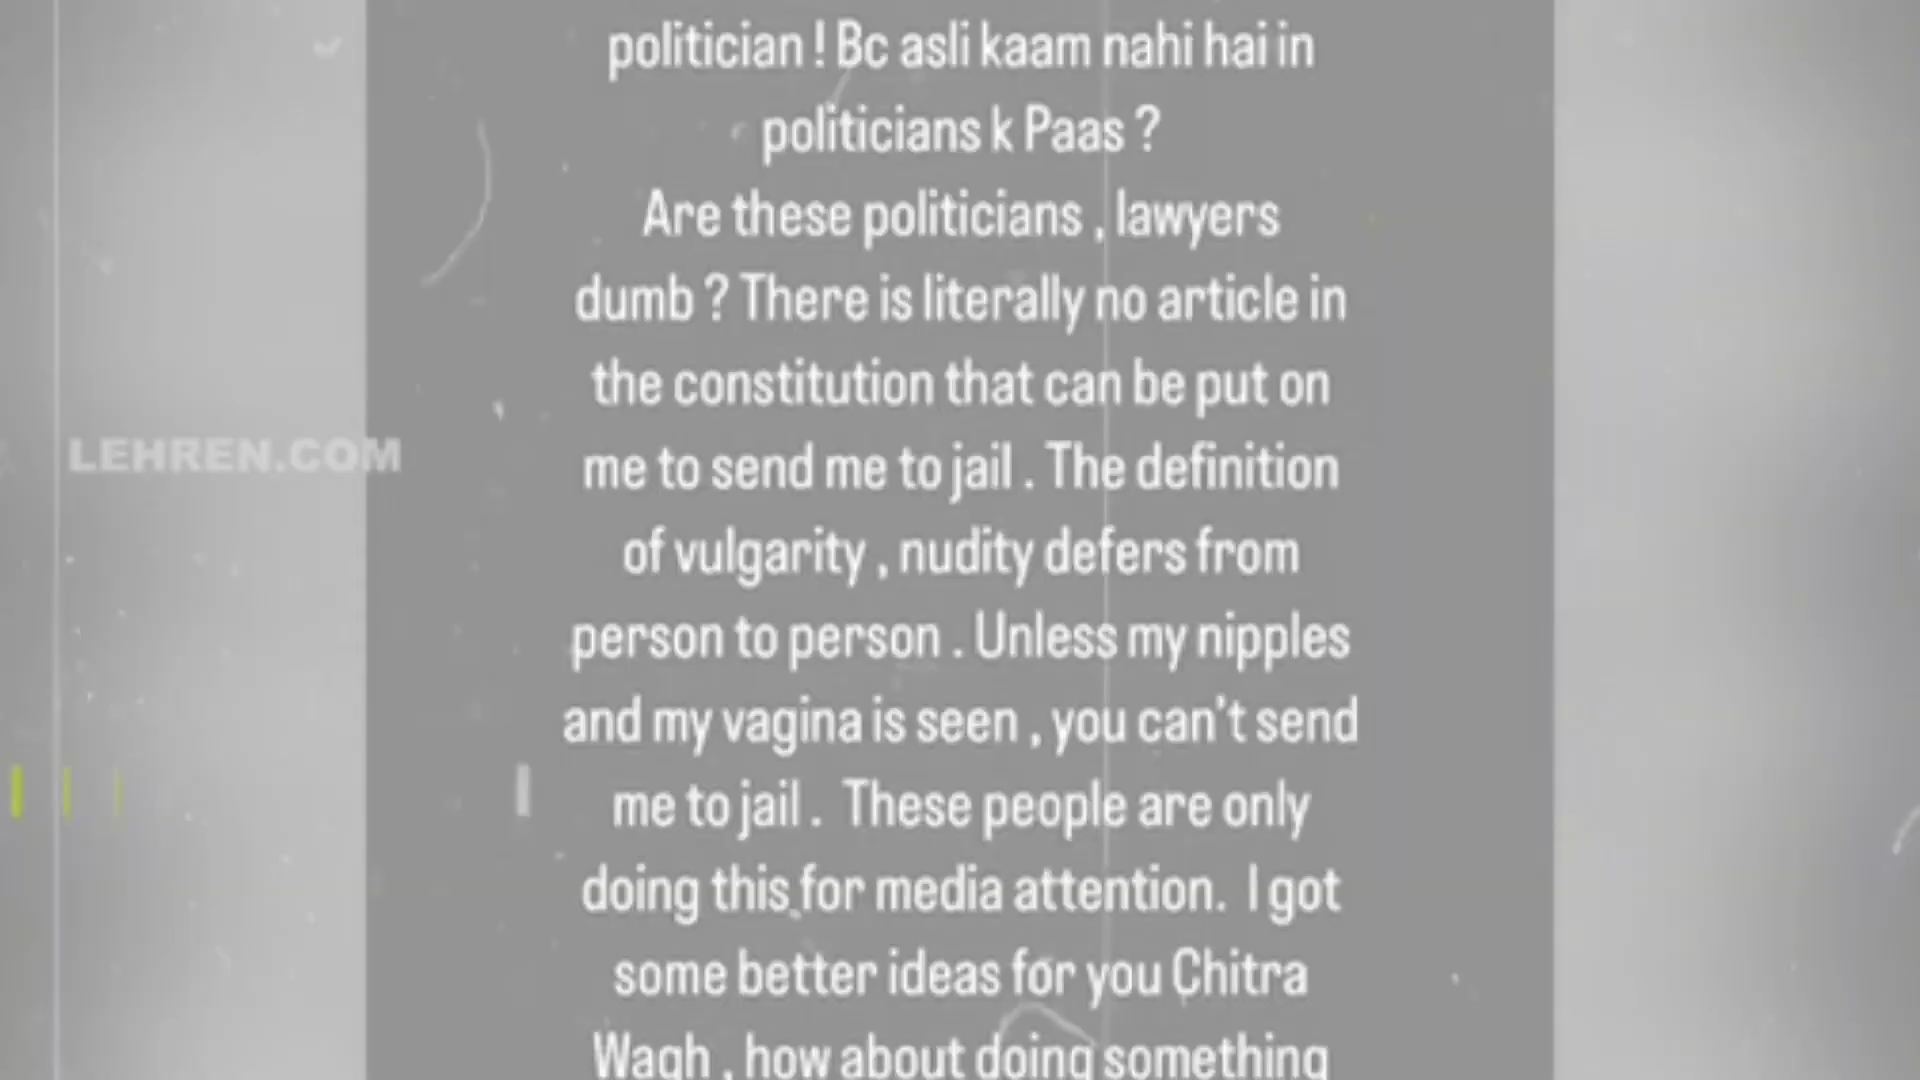 politician ! Bc asli kaam nahi hai in
politicians k Paas ?
Are these politicians , lawyers
dumb ? There is literally no article in
the constitution that can be put on
me to send me to jail . The definition
of vulgarity , nudity defers from
person to person . Unless my nipples
and my vagina is seen , you can't send
me to jail . These people are only
doing this for media attention. I got
some better ideas for you Chitra
Wagh , how about doing something
LEHREN.COM